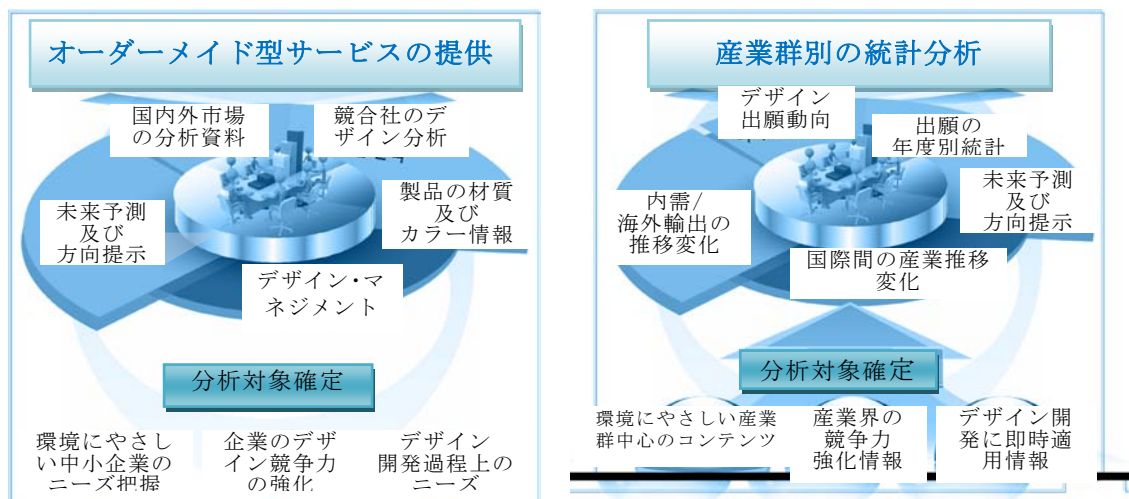 オーダーメイド型サービスの提供
国内外市場
の分析資料
競合社のデ
ザイン分析
製品の材質
及び
カラー情報
未来予測
及び
方向提示
デザイン・マ
ネジメント
分析対象確定
環境にやさし
い中小企業の
ニーズ把握
企業のデザ
イン競争力
の強化
デザイン
開発過程上の
ニーズ
産業群別の統計分析
デザイン
出願動向
出願の
年度別統計
内需/
海外輸出の
推移変化
未来予測
及び
方向提示
国際間の産業推移
変化
分析対象確定
環境にやさしい産業
群中心のコンテンツ
産業界の
競争力
強化情報
デザイン開
発に即時適
用情報